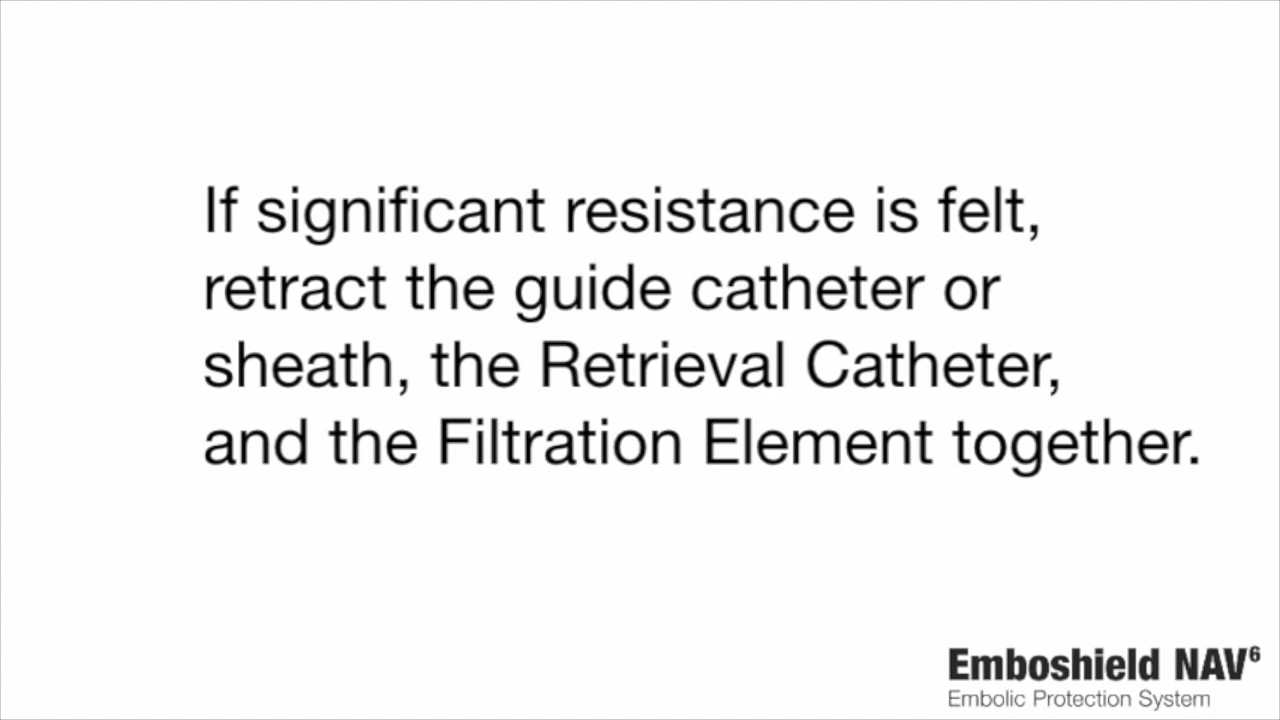 If significant resistance is felt,
retract the guide catheter or
sheath, the Retrieval Catheter,
and the Filtration Element together.
Emboshield NAV⁶
Embolic Protection System